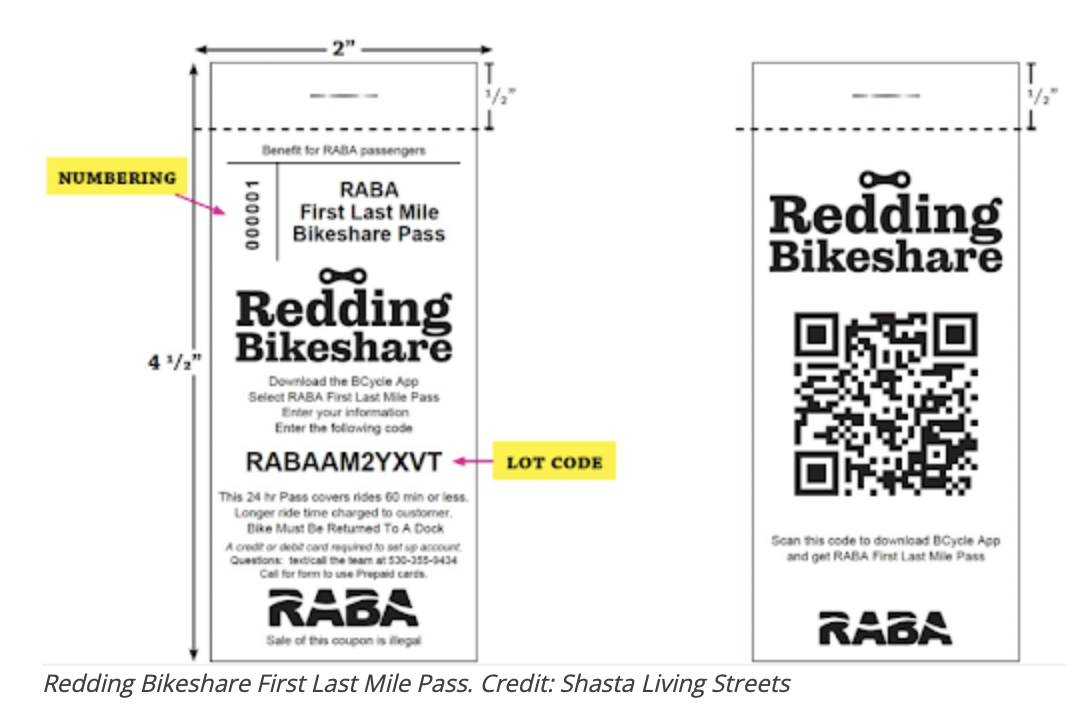 2”
1/2”
Benefit for RABA passengers
NUMBERING
000001
RABA
First Last Mile
Bikeshare Pass
Redding
Bikeshare
4 1/2”
Download the BCycle App
Select RABA First Last Mile Pass
Enter your information
Enter the following code
RABAAM2YXVT
LOT CODE
This 24 hr Pass covers rides 60 min or less.
Longer ride time charged to customer.
Bike Must Be Returned To A Dock
A credit or debit card required to set up account.
Questions: text/call the team at 530-355-9434
Call for form to use Prepaid cards.
RABA
Sale of this coupon is illegal
1/2”
Redding
Bikeshare
Scan this code to download BCycle App
and get RABA First Last Mile Pass
RABA
Redding Bikeshare First Last Mile Pass. Credit: Shasta Living Streets